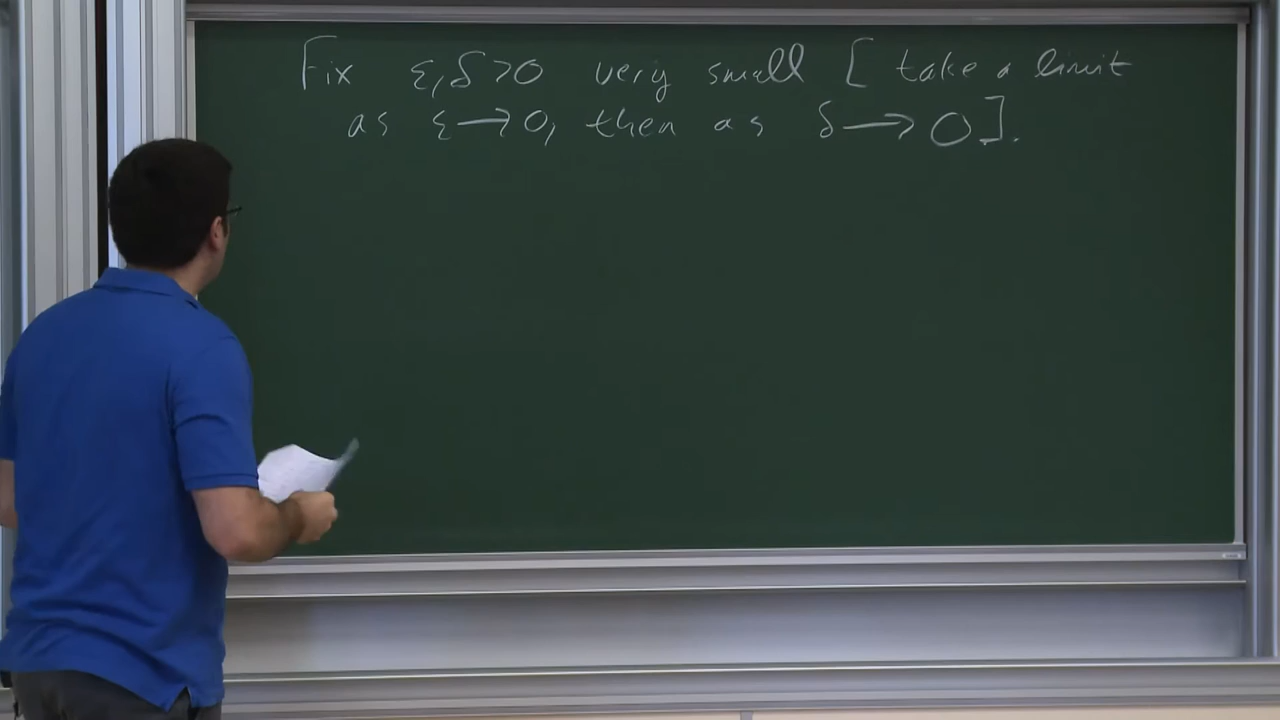 Fix ε,δ>0 very small [take a limit
as ε→0, then as δ→0].